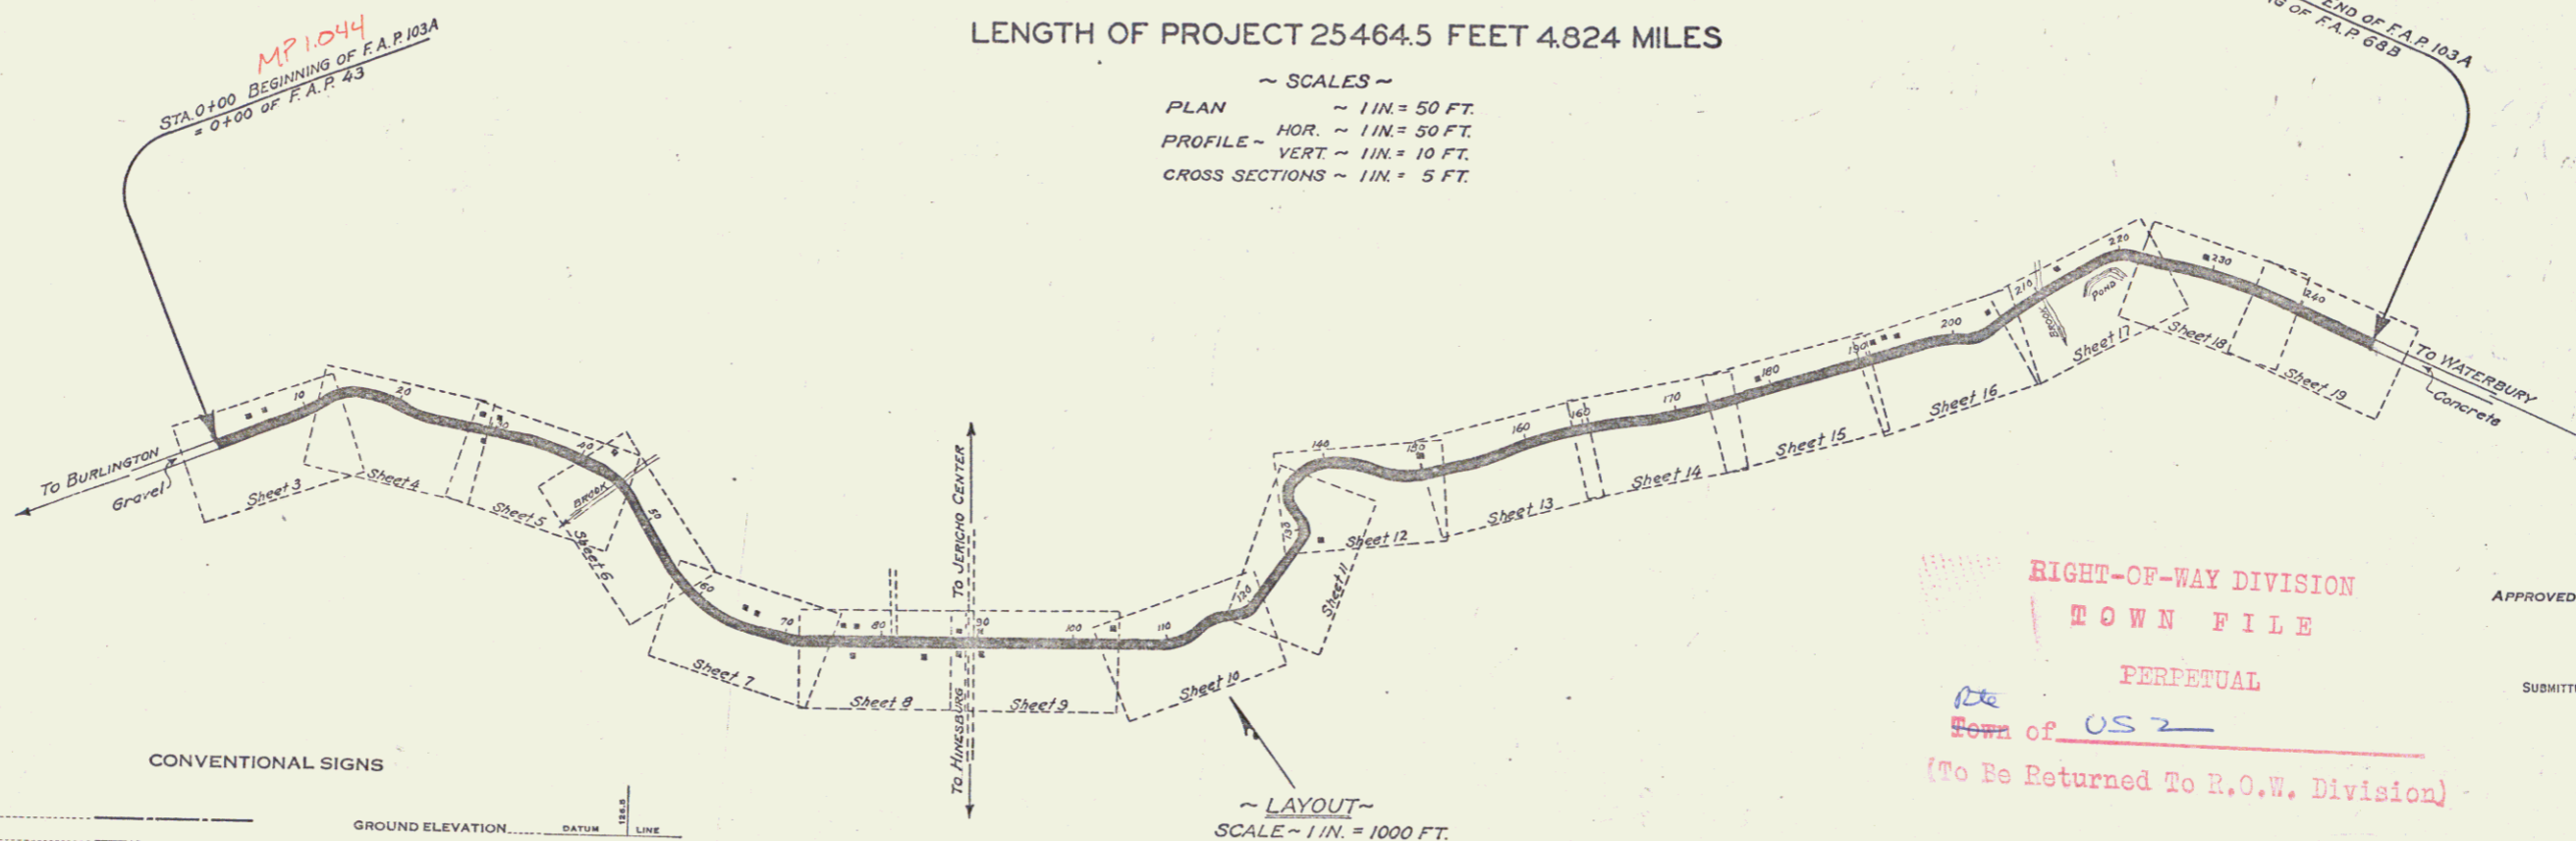 MP 1.044
STA. 0+00 BEGINNING OF F.A.P. 103A
= 0+00 OF F.A.P. 43
LENGTH OF PROJECT 25464.5 FEET 4.824 MILES
~ SCALES ~
PLAN ~ 1 IN. = 50 FT.
PROFILE ~ HOR. ~ 1 IN. = 50 FT.
VERT. ~ 1 IN. = 10 FT.
CROSS SECTIONS ~ 1 IN. = 5 FT.
END OF F.A.P. 103A
OF F.A.P. 68B
TO BURLINGTON
Gravel
10
20
30
40
50
60
70
80
90
100
110
120
130
140
150
160
160
170
180
190
200
210
220
230
240
BROOK
BROOK
POND
Sheet 3
Sheet 4
Sheet 5
Sheet 6
Sheet 7
Sheet 8
Sheet 9
Sheet 10
Sheet 11
Sheet 12
Sheet 13
Sheet 14
Sheet 15
Sheet 16
Sheet 17
Sheet 18
Sheet 19
TO JERICHO CENTER
TO HINESBURG
TO WATERBURY
Concrete
~ LAYOUT ~
SCALE ~ 1 IN. = 1000 FT.
RIGHT-OF-WAY DIVISION
TOWN FILE
PERPETUAL
Rte
Town of US 2
(To Be Returned To R.O.W. Division)
APPROVED
SUBMITT
CONVENTIONAL SIGNS
GROUND ELEVATION
DATUM
126.5
LINE